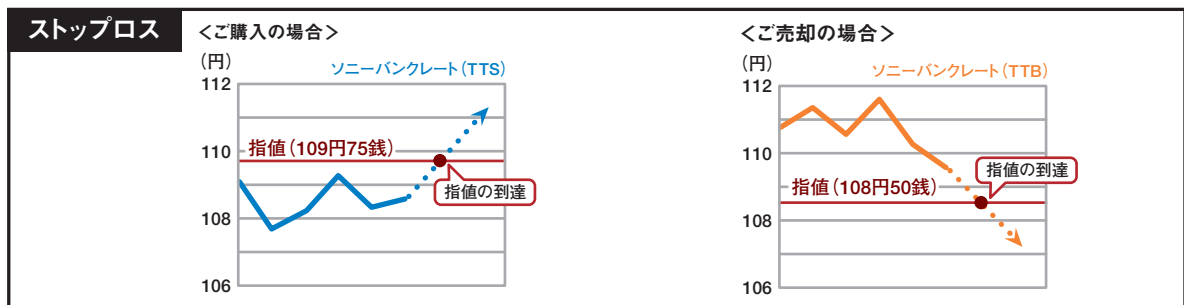 ストップロス
＜ご購入の場合＞
（円）
ソニーバンクレート（TTS）
112
110
108
106
指値（109円75銭）
指値の到達
＜ご売却の場合＞
（円）
ソニーバンクレート（TTB）
112
110
108
106
指値（108円50銭）
指値の到達